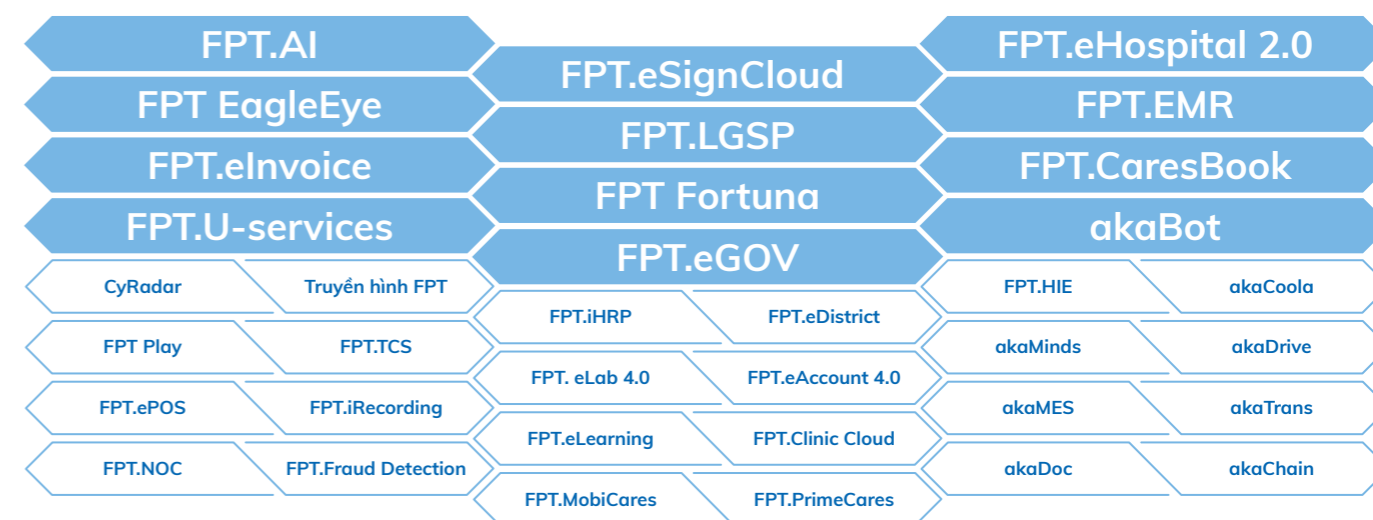 FPT.AI
FPT EagleEye
FPT.eInvoice
FPT.U-services
CyRadar
Truyền hình FPT
FPT Play
FPT.TCS
FPT.ePOS
FPT.iRecording
FPT.NOC
FPT.Fraud Detection
FPT.eSignCloud
FPT.LGSP
FPT Fortuna
FPT.eGOV
FPT.iHRP
FPT.eDistrict
FPT. eLab 4.0
FPT.eAccount 4.0
FPT.eLearning
FPT.Clinic Cloud
FPT.MobiCares
FPT.PrimeCares
FPT.eHospital 2.0
FPT.EMR
FPT.CaresBook
akaBot
FPT.HIE
akaCoola
akaMinds
akaDrive
akaMES
akaTrans
akaDoc
akaChain